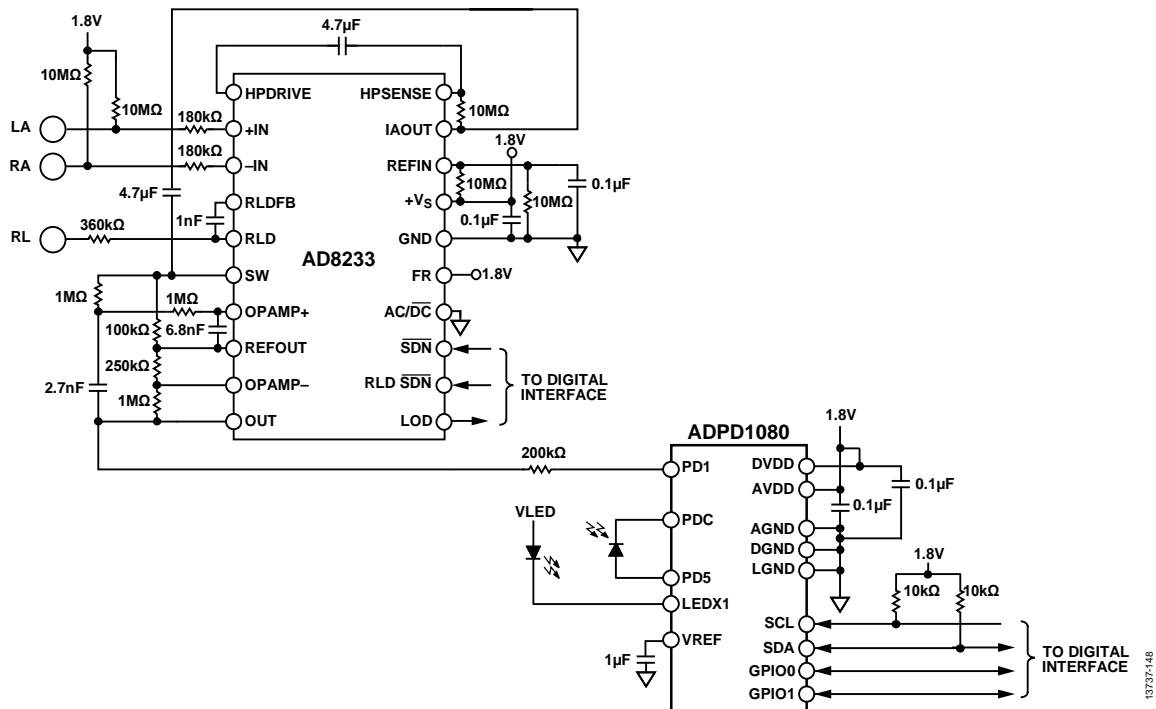 1.8V
4.7µF
10MΩ
10MΩ
HPDRIVE
HPSENSE
10MΩ
LA
180kΩ
+IN
IAOUT
1.8V
RA
180kΩ
–IN
REFIN
10MΩ
0.1µF
4.7µF
RLDFB
+VS
10MΩ
1nF
0.1µF
RL
360kΩ
RLD
GND
AD8233
SW
FR
1.8V
1MΩ
1MΩ
OPAMP+
AC/DC
100kΩ
6.8nF
REFOUT
SDN
250kΩ
TO DIGITAL
INTERFACE
2.7nF
OPAMP–
RLD SDN
1MΩ
OUT
LOD
ADPD1080
1.8V
200kΩ
PD1
DVDD
0.1µF
AVDD
0.1µF
VLED
PDC
AGND
DGND
1.8V
PD5
LGND
10kΩ
10kΩ
LEDX1
SCL
VREF
SDA
TO DIGITAL
INTERFACE
1µF
GPIO0
GPIO1
13737-148